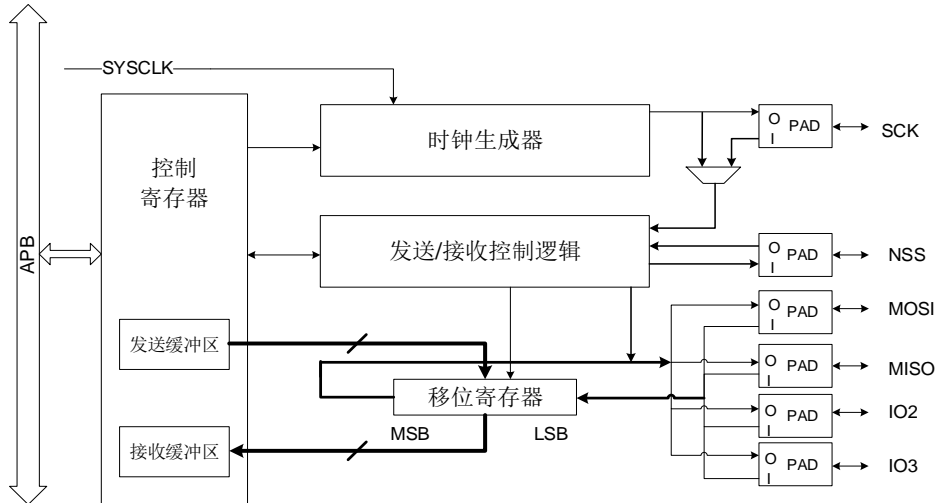 SYSCLK
APB
控制
寄存器
时钟生成器
O
I
PAD
SCK
发送/接收控制逻辑
O
I
PAD
NSS
O
I
PAD
MOSI
发送缓冲区
O
I
PAD
MISO
移位寄存器
MSB
LSB
O
I
PAD
IO2
接收缓冲区
O
I
PAD
IO3